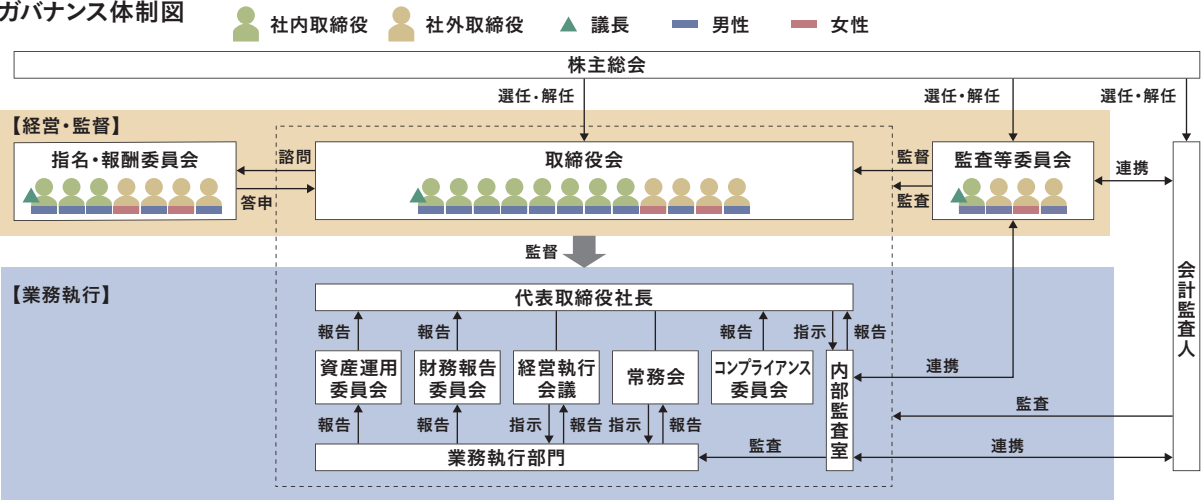 ガバナンス体制図
社内取締役
社外取締役
議長
男性
女性
株主総会
選任・解任
選任・解任
選任・解任
【経営・監督】
指名・報酬委員会
諮問
答申
取締役会
監督
監査
監査等委員会
連携
会計監査人
監督
【業務執行】
代表取締役社長
報告
報告
報告
指示
報告
資産運用
委員会
財務報告
委員会
経営執行
会議
常務会
コンプライアンス
委員会
内部監査室
連携
報告
報告
指示
報告
指示
報告
監査
業務執行部門
監査
連携